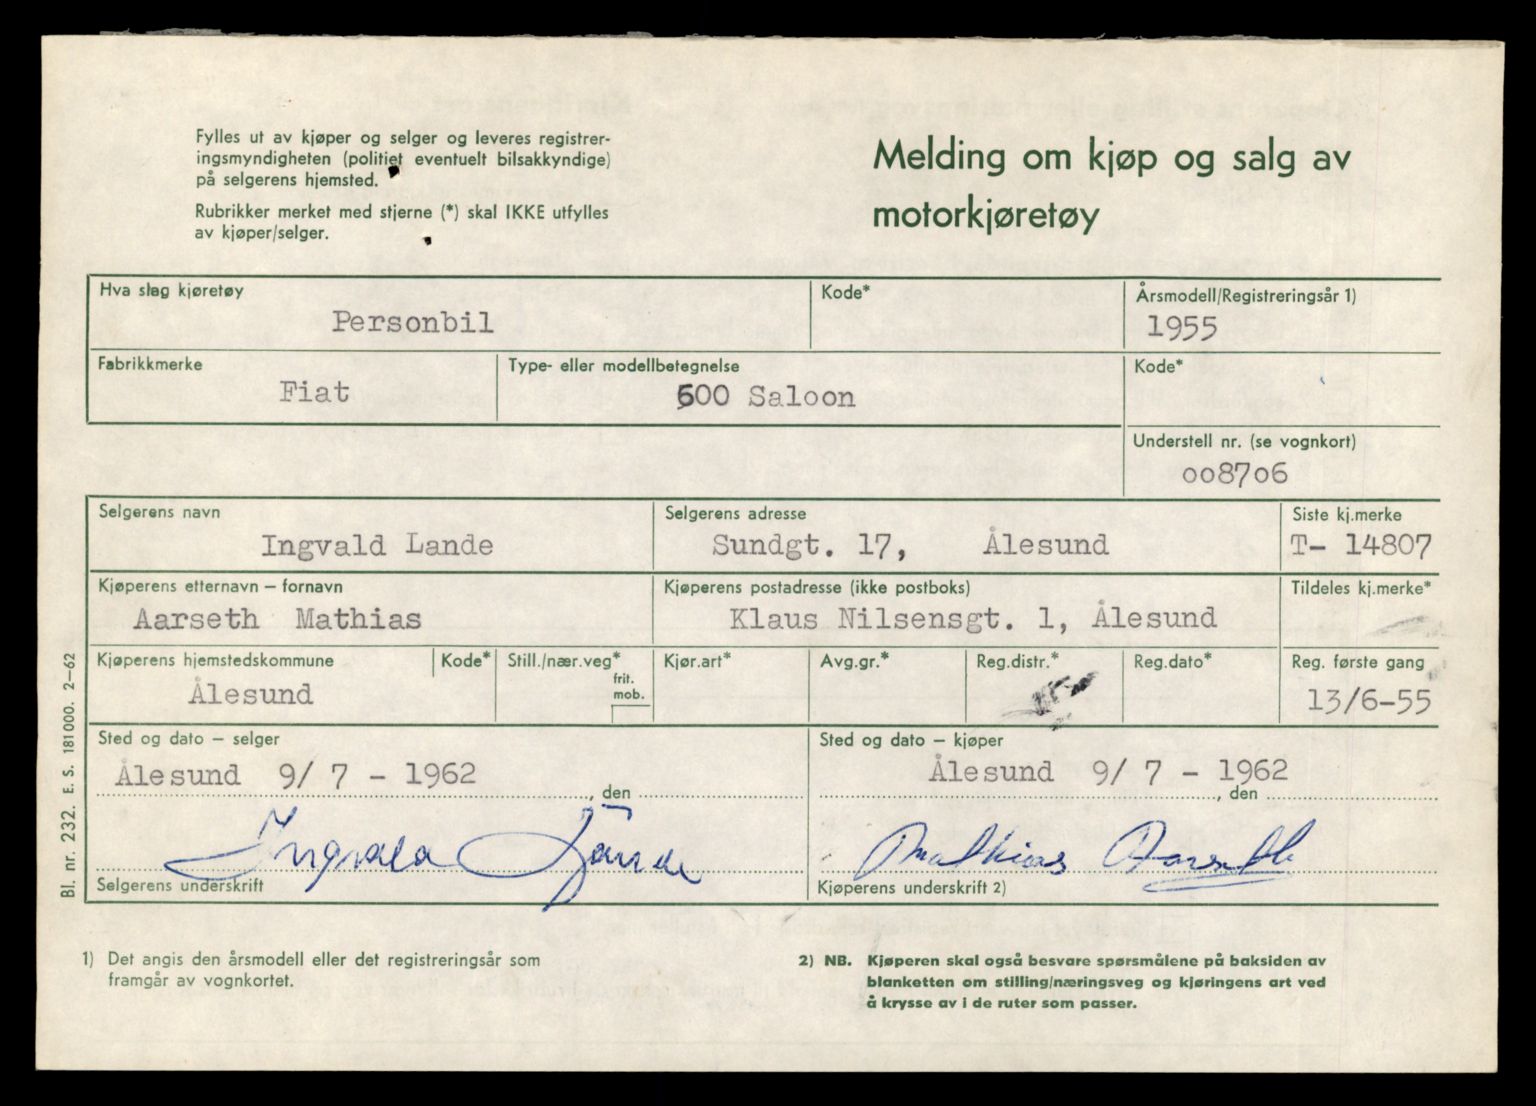 Fylles ut av kjøper og selger og leveres registrer-
ingsmyndigheten (politiet eventuelt bilsakkyndige)
på selgerens hjemsted.
Rubrikker merket med stjerne (*) skal IKKE utfylles
av kjøper/selger.
Melding om kjøp og salg av
motorkjøretøy
Hva slag kjøretøy
Personbil
Kode*
Årsmodell/Registreringsår 1)
1955
Fabrikkmerke
Fiat
Type- eller modellbetegnelse
600 Saloon
Kode*
Understell nr. (se vognkort)
008706
Selgerens navn
Ingvald Lande
Selgerens adresse
Sundgt. 17, Ålesund
Siste kj.merke
T- 14807
Kjøperens etternavn – fornavn
Aarseth Mathias
Kjøperens postadresse (ikke postboks)
Klaus Nilsensgt. 1, Ålesund
Tildeles kj.merke*
Kjøperens hjemstedskommune
Ålesund
Kode*
Still./nær.veg*
frit.
mob.
Kjør.art*
Avg.gr.*
Reg.distr.*
Reg.dato*
Reg. første gang
13/6-55
Sted og dato – selger
Ålesund 9/ 7 - 1962
, den
Ingvald Lande
Selgerens underskrift
Sted og dato – kjøper
Ålesund 9/ 7 - 1962
, den
Mathias Aarseth
Kjøperens underskrift 2)
1) Det angis den årsmodell eller det registreringsår som
framgår av vognkortet.
2) NB. Kjøperen skal også besvare spørsmålene på baksiden av
blanketten om stilling/næringsveg og kjøringens art ved
å krysse av i de ruter som passer.
Bl. nr. 232. E. S. 181000. 2–62